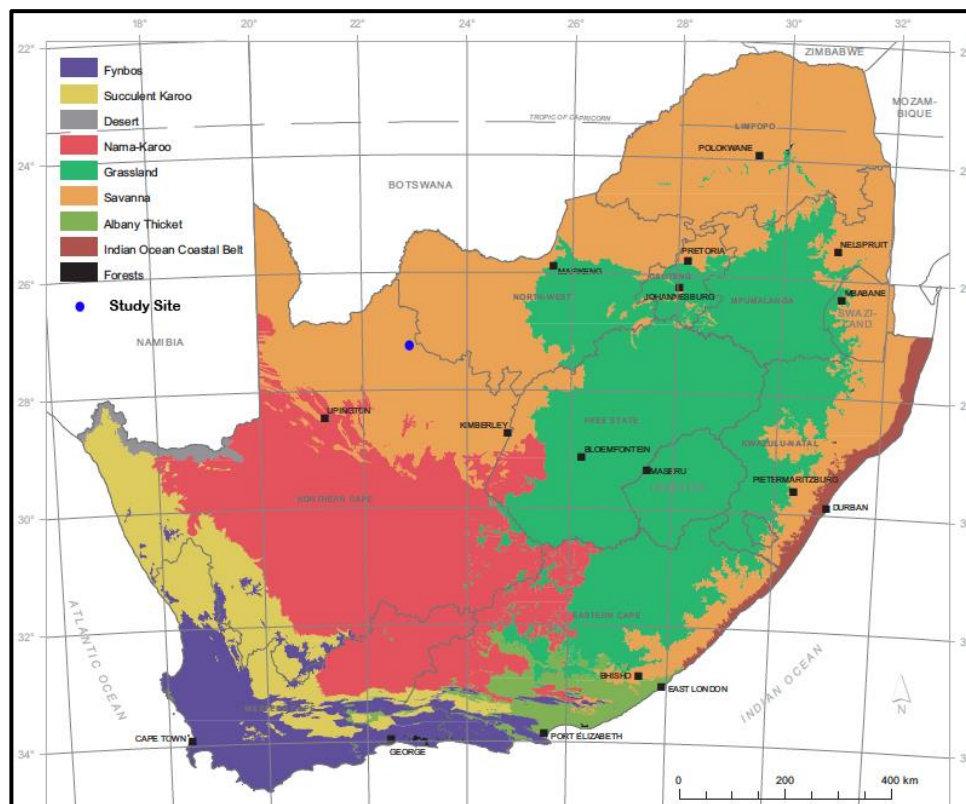 18° 20° 22° 24° 26° 28° 30° 32°
22°
ZIMBABWE
Fynbos
Succulent Karoo
Desert
Nama-Karoo
Grassland
Savanna
Albany Thicket
Indian Ocean Coastal Belt
Forests
Study Site
MOZAM-
BIQUE
TROPIC OF CAPRICORN
LIMPOPO
POLOKWANE
24°
BOTSWANA
NELSPRUIT
PRETORIA
MAFIKENG
GAUTENG
26°
NORTH-WEST
JOHANNESBURG
MPUMALANGA
MBABANE
SWAZI-
LAND
NAMIBIA
28°
UPINGTON
KIMBERLEY
FREE STATE
KWAZULU-NATAL
BLOEMFONTEIN
MASERU
PIETERMARITZBURG
NORTHERN CAPE
DURBAN
30°
EASTERN CAPE
32°
ATLANTIC OCEAN
INDIAN OCEAN
BHISHO
EAST LONDON
N
PORT ELIZABETH
CAPE TOWN
GEORGE
34°
0 200 400 km